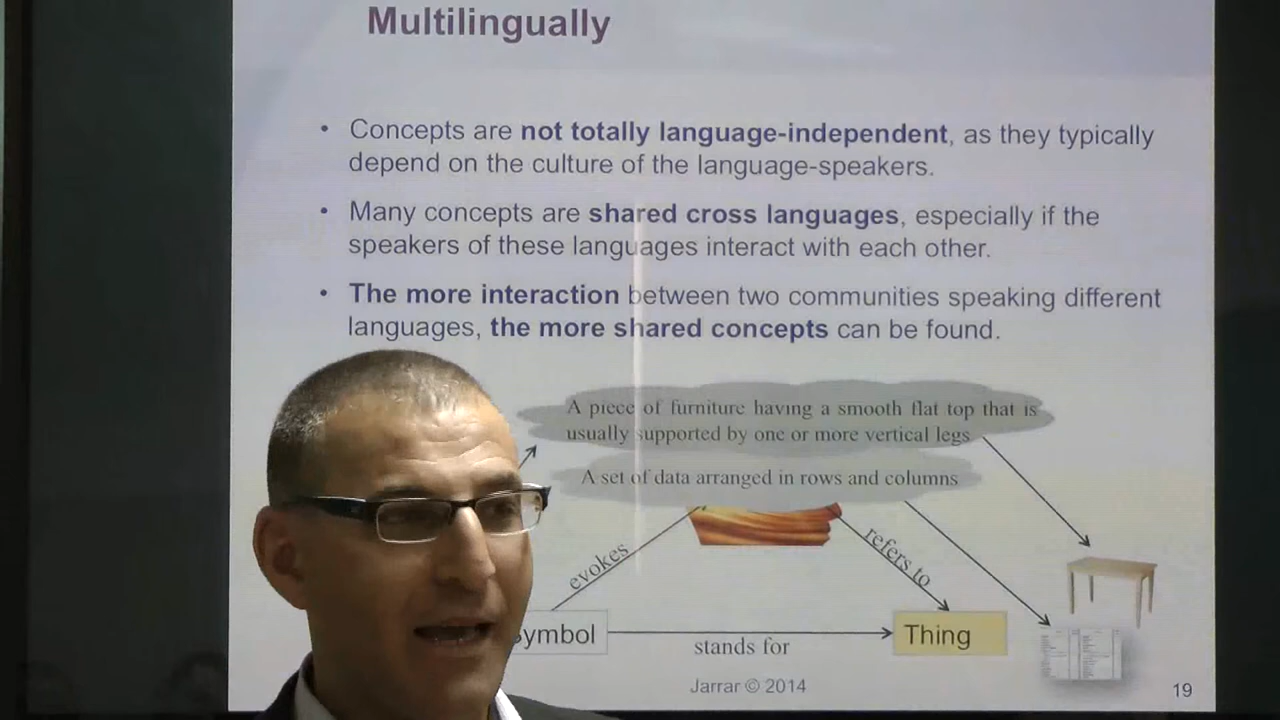 Multilingually
• Concepts are not totally language-independent, as they typically
depend on the culture of the language-speakers.
• Many concepts are shared cross languages, especially if the
speakers of these languages interact with each other.
• The more interaction between two communities speaking different
languages, the more shared concepts can be found.
A piece of furniture having a smooth flat top that is
usually supported by one or more vertical legs
A set of data arranged in rows and columns
evokes
refers to
ymbol
stands for
Thing
Jarrar © 2014
19